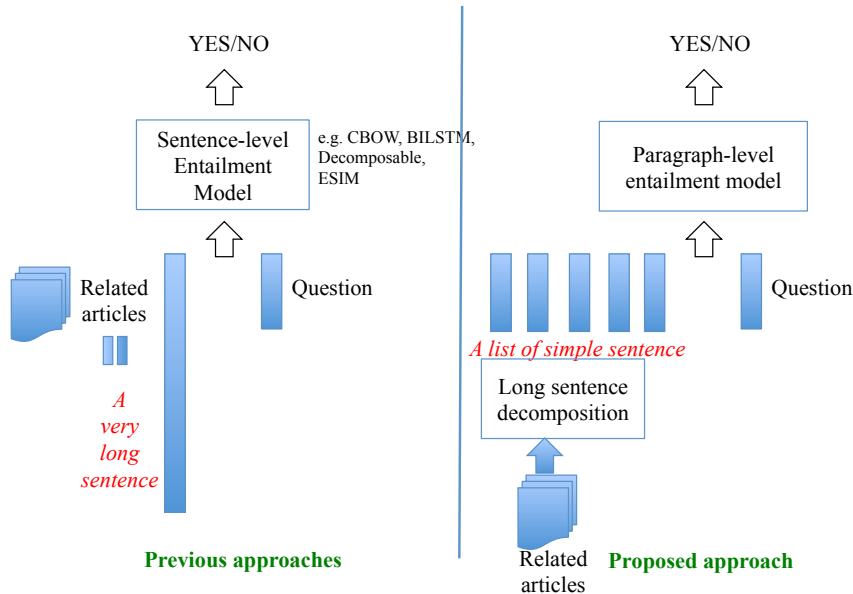 YES/NO
Sentence-level
Entailment
Model
e.g. CBOW, BILSTM,
Decomposable,
ESIM
Related
articles
Question
A
very
long
sentence
Previous approaches
YES/NO
Paragraph-level
entailment model
Question
A list of simple sentence
Long sentence
decomposition
Related
articles
Proposed approach